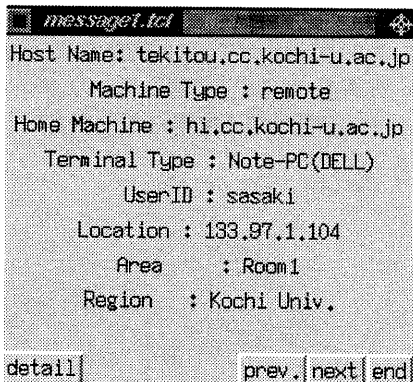 message1.tcl
Host Name: tekitou.cc.kochi-u.ac.jp
Machine Type : remote
Home Machine : hi.cc.kochi-u.ac.jp
Terminal Type : Note-PC(DELL)
UserID : sasaki
Location : 133.97.1.104
Area : Room1
Region : Kochi Univ.
detail prev. next end